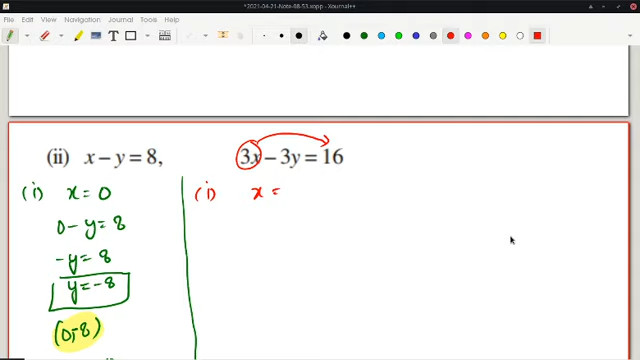 *2021-04-21-Note-08-53.xopp - Xournal++
File Edit View Navigation Journal Tools Plugin Help
(ii) x – y = 8, 3x – 3y = 16
(i) x = 0
0 - y = 8
-y = 8
y = -8
(0,-8)
(i) x =